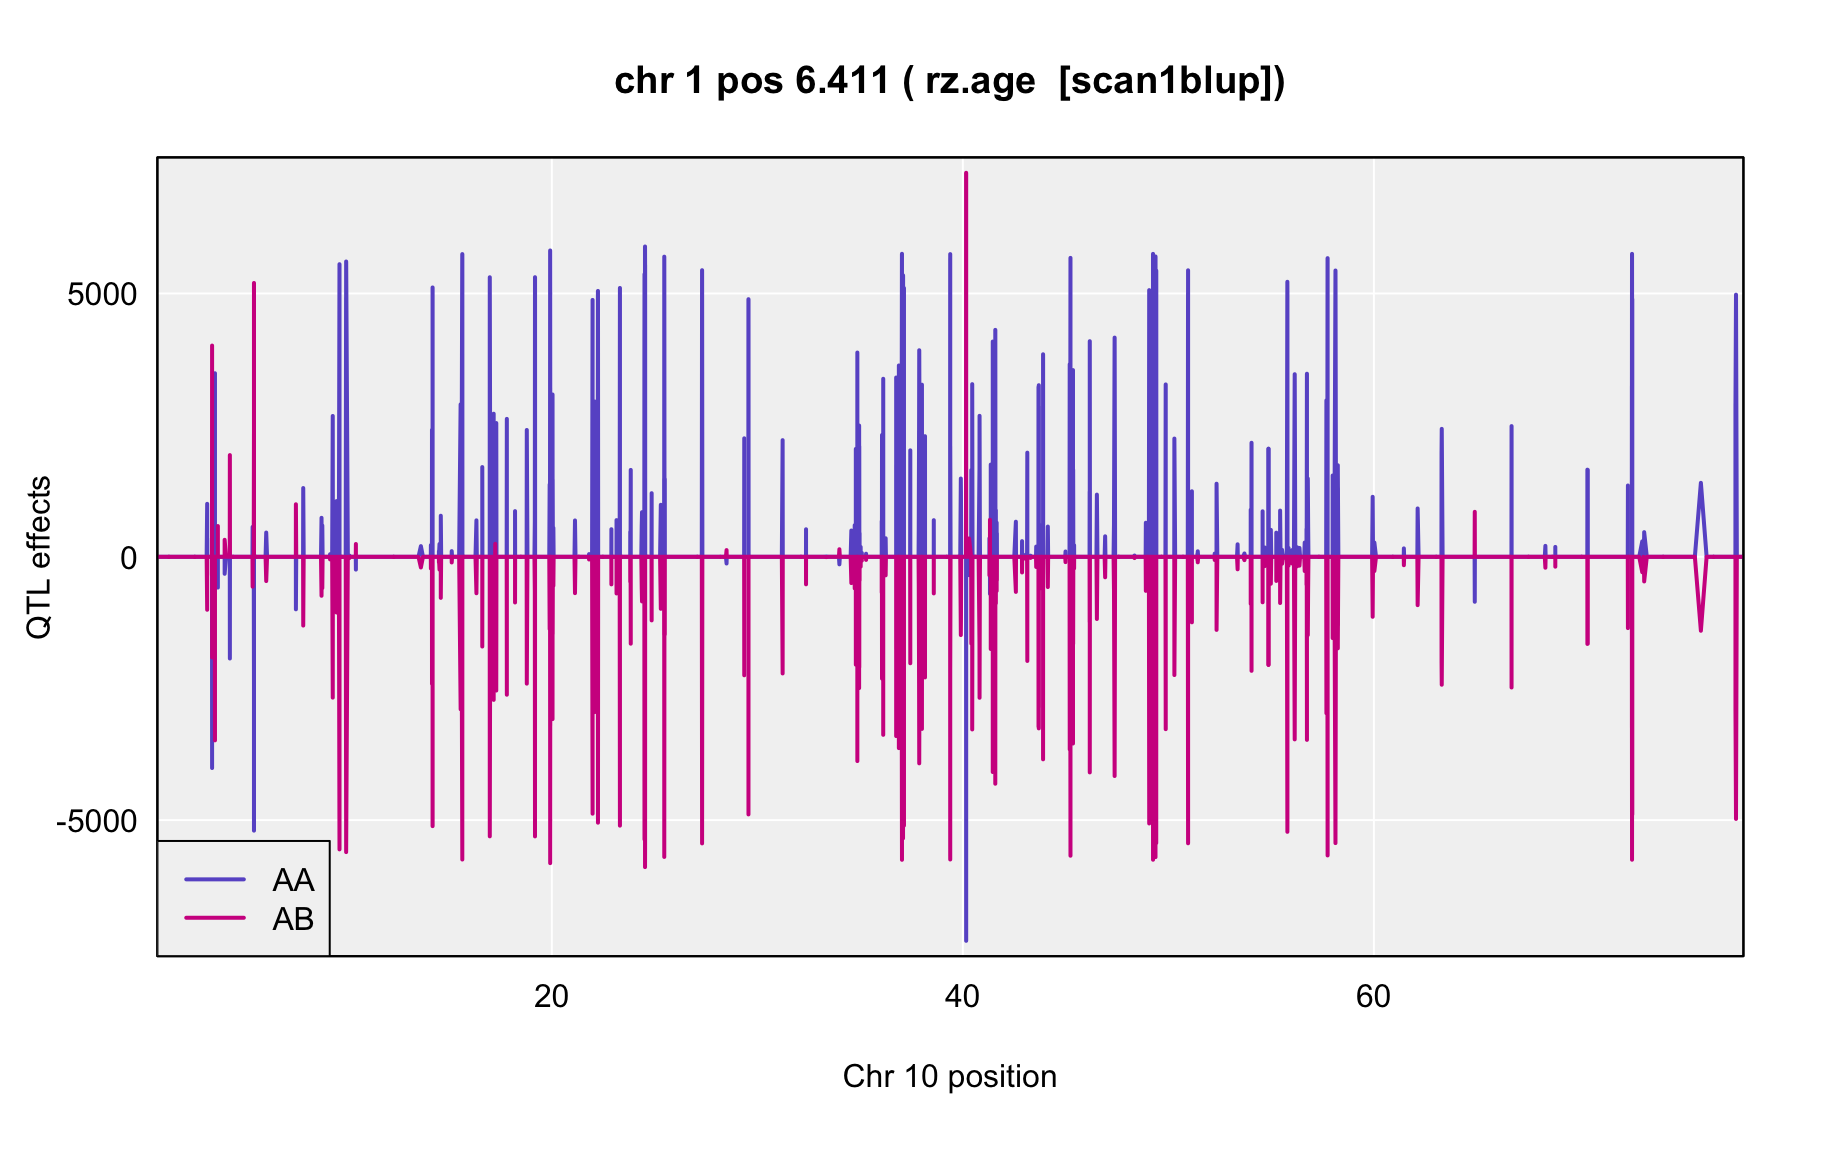 chr 1 pos 6.411 ( rz.age  [scan1blup])
QTL effects
5000
0
-5000
AA
AB
20
40
60
Chr 10 position